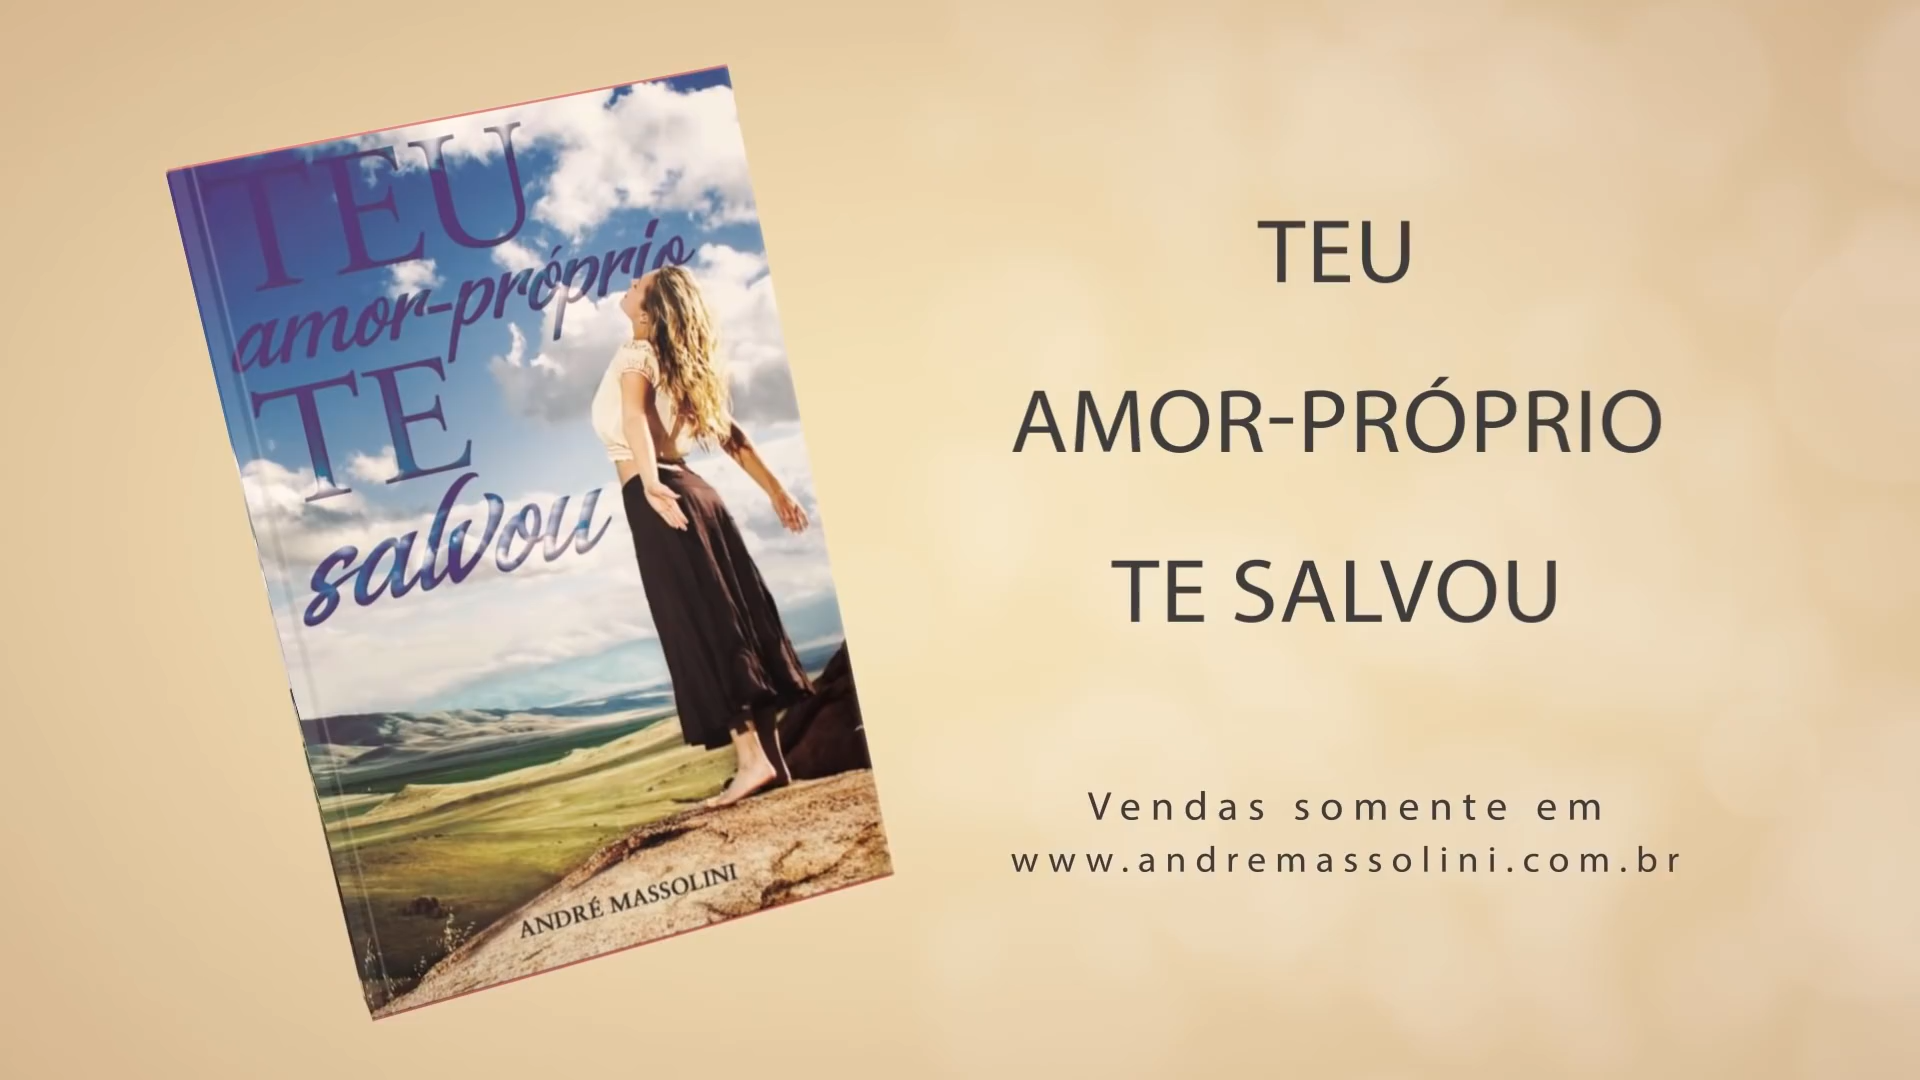 TEU
amor-próprio
TE
salvou
ANDRÉ MASSOLINI
TEU
AMOR-PRÓPRIO
TE SALVOU
Vendas somente em
www.andremassolini.com.br